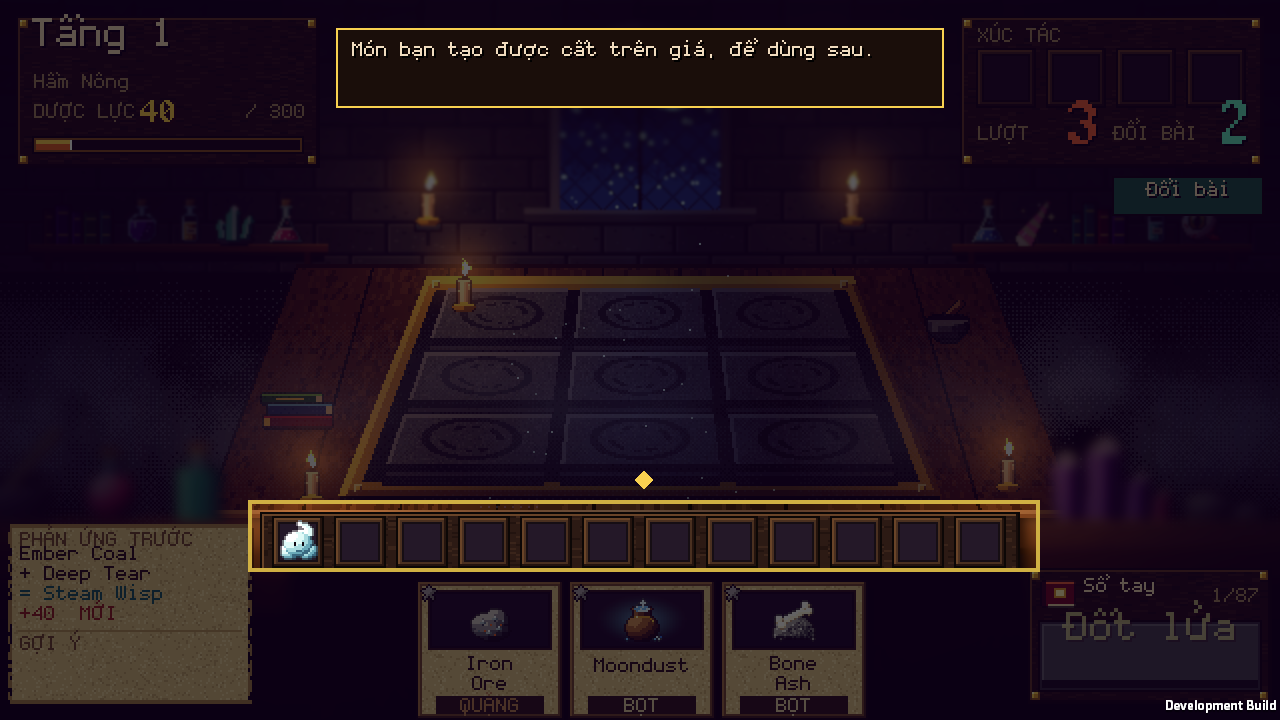 Tầng 1
Hầm Nông
DƯỢC LỰC 40 / 300
Món bạn tạo được cất trên giá, để dùng sau.
XÚC TÁC
LƯỢT 3 ĐỔI BÀI 2
Đổi bài
PHẢN ỨNG TRƯỚC
Ember Coal
+ Deep Tear
= Steam Wisp
+40 MỚI
GỢI Ý
Iron
Ore
QUẶNG
Moondust
BỘT
Bone
Ash
BỘT
Sổ tay
1/87
Đốt lửa
Development Build